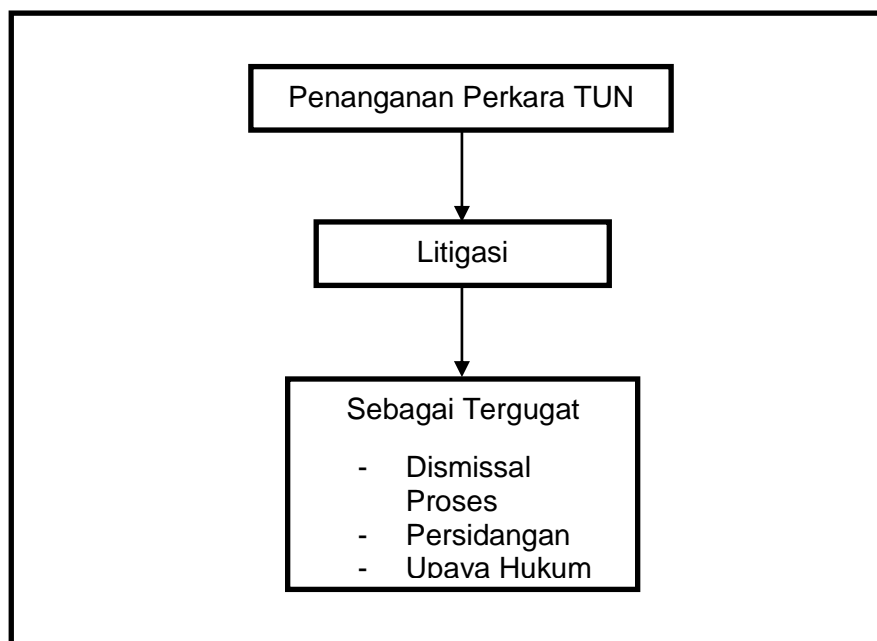 Penanganan Perkara TUN
Litigasi
Sebagai Tergugat
- Dismissal
Proses
- Persidangan
- Upaya Hukum